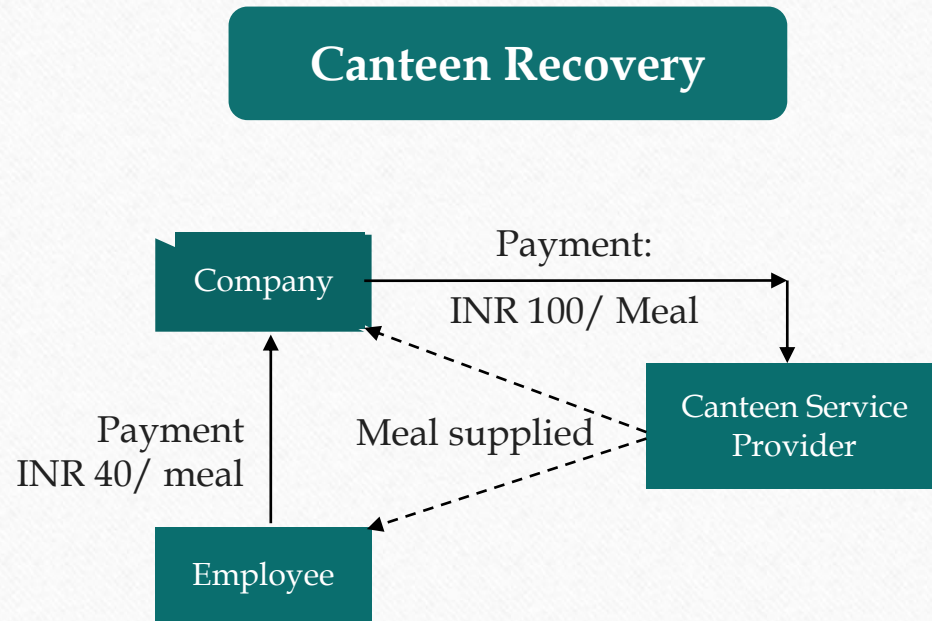 Canteen Recovery
Payment:
Company
INR 100/ Meal
Canteen Service
Provider
Payment
INR 40/ meal
Meal supplied
Employee